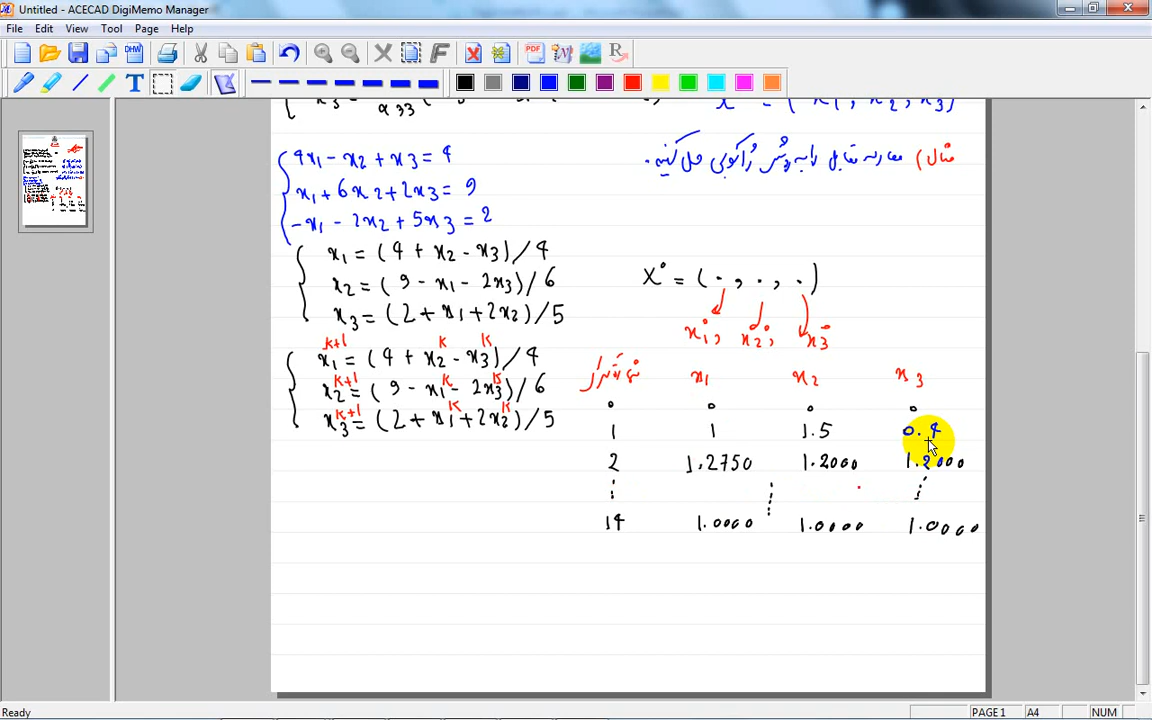 Untitled - ACECAD DigiMemo Manager
File Edit View Tool Page Help
مثال) معادله مقابل را به روش ژاکوبی حل کنید.
4x1 - x2 + x3 = 4
x1 + 6x2 + 2x3 = 9
-x1 - 2x2 + 5x3 = 2
x1 = (4 + x2 - x3) / 4
x2 = (9 - x1 - 2x3) / 6
x3 = (2 + x1 + 2x2) / 5
X° = (0, 0, 0)
x1°, x2°, x3°
x1^{k+1} = (4 + x2^k - x3^k) / 4
x2^{k+1} = (9 - x1^k - 2x3^k) / 6
x3^{k+1} = (2 + x1^k + 2x2^k) / 5
x1 x2 x3
0 0 0 0
1 1 1.5 0.4
2 1.2750 1.2000 1.2000
14 1.0000 1.0000 1.0000
Ready PAGE 1 A4 NUM